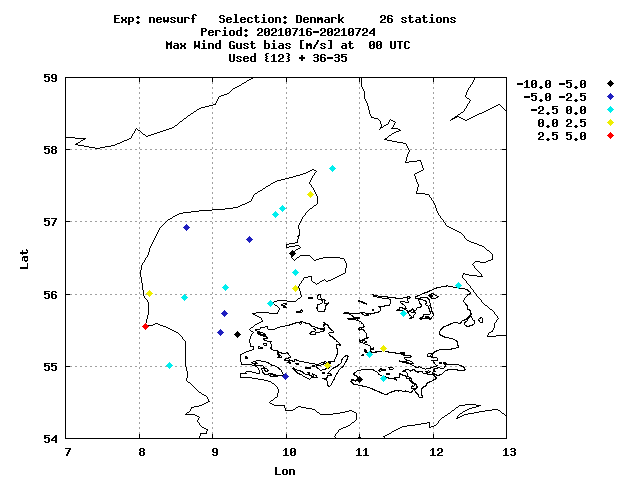 Exp: newsurf   Selection: Denmark     26 stations
Period: 20210716-20210724
Max Wind Gust bias [m/s] at  00 UTC
Used {12} + 36-35
-10.0 -5.0
-5.0 -2.5
-2.5 0.0
0.0 2.5
2.5 5.0
59
58
57
56
55
54
Lat
7 8 9 10 11 12 13
Lon